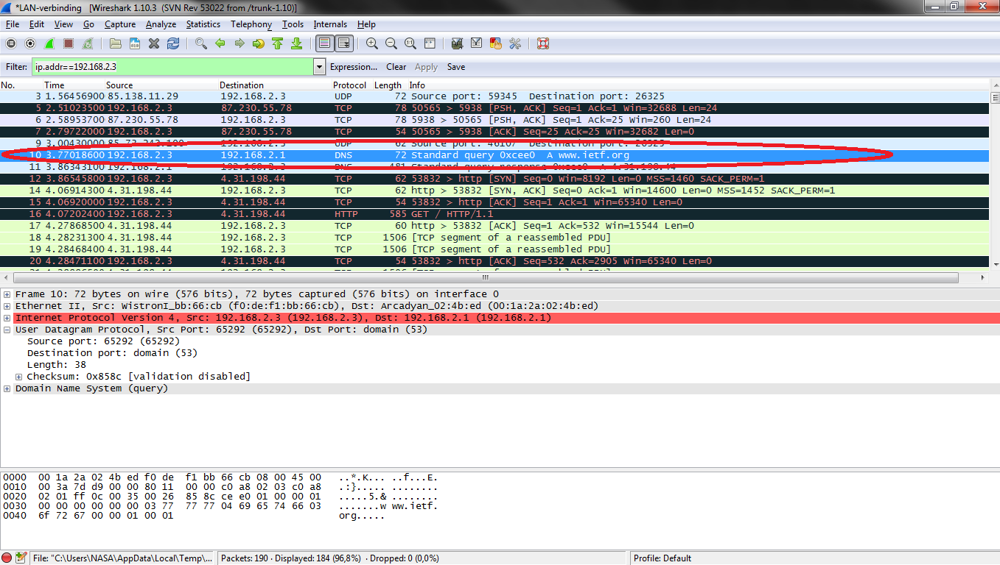 *LAN-verbinding [Wireshark 1.10.3 (SVN Rev 53022 from /trunk-1.10)]
File Edit View Go Capture Analyze Statistics Telephony Tools Internals Help
Filter: ip.addr==192.168.2.3 Expression... Clear Apply Save
No. Time Source Destination Protocol Length Info
3 1.56456900 85.138.11.29 192.168.2.3 UDP 72 Source port: 59345 Destination port: 26325
5 2.51023500 192.168.2.3 87.230.55.78 TCP 78 50565 > 5938 [PSH, ACK] Seq=1 Ack=1 Win=32688 Len=24
6 2.58953700 87.230.55.78 192.168.2.3 TCP 78 5938 > 50565 [PSH, ACK] Seq=1 Ack=25 Win=260 Len=24
7 2.79722000 192.168.2.3 87.230.55.78 TCP 54 50565 > 5938 [ACK] Seq=25 Ack=25 Win=32682 Len=0
9 3.00430000 192.168.2.3 UDP 62 Source port: 46107 Destination port:
10 3.77018600 192.168.2.3 192.168.2.1 DNS 72 Standard query 0xcee0 A www.ietf.org
11 3.86343100 192.168.2.1 192.168.2.3 DNS 481 Standard query response 0xcee0 A 4.31.198.44
12 3.86545800 192.168.2.3 4.31.198.44 TCP 62 53832 > http [SYN] Seq=0 Win=8192 Len=0 MSS=1460 SACK_PERM=1
14 4.06914300 4.31.198.44 192.168.2.3 TCP 62 http > 53832 [SYN, ACK] Seq=0 Ack=1 Win=14600 Len=0 MSS=1452 SACK_PERM=1
15 4.06920000 192.168.2.3 4.31.198.44 TCP 54 53832 > http [ACK] Seq=1 Ack=1 Win=65340 Len=0
16 4.07202400 192.168.2.3 4.31.198.44 HTTP 585 GET / HTTP/1.1
17 4.27868500 4.31.198.44 192.168.2.3 TCP 60 http > 53832 [ACK] Seq=1 Ack=532 Win=15544 Len=0
18 4.28231300 4.31.198.44 192.168.2.3 TCP 1506 [TCP segment of a reassembled PDU]
19 4.28468400 4.31.198.44 192.168.2.3 TCP 1506 [TCP segment of a reassembled PDU]
20 4.28471100 192.168.2.3 4.31.198.44 TCP 54 53832 > http [ACK] Seq=532 Ack=2905 Win=65340 Len=0
Frame 10: 72 bytes on wire (576 bits), 72 bytes captured (576 bits) on interface 0
Ethernet II, Src: WistronI_bb:66:cb (f0:de:f1:bb:66:cb), Dst: Arcadyan_02:4b:ed (00:1a:2a:02:4b:ed)
Internet Protocol Version 4, Src: 192.168.2.3 (192.168.2.3), Dst: 192.168.2.1 (192.168.2.1)
User Datagram Protocol, Src Port: 65292 (65292), Dst Port: domain (53)
Source port: 65292 (65292)
Destination port: domain (53)
Length: 38
Checksum: 0x858c [validation disabled]
Domain Name System (query)
0000 00 1a 2a 02 4b ed f0 de f1 bb 66 cb 08 00 45 00 ..*.K... ..f...E.
0010 00 3a 7d d9 00 00 80 11 00 00 c0 a8 02 03 c0 a8 .:}..... ........
0020 02 01 ff 0c 00 35 00 26 85 8c ce e0 01 00 00 01 .....5.& ........
0030 00 00 00 00 00 00 03 77 77 77 04 69 65 74 66 03 .......w ww.ietf.
0040 6f 72 67 00 00 01 00 01 org.....
File: "C:\Users\NASA\AppData\Local\Temp\... Packets: 190 · Displayed: 184 (96,8%) · Dropped: 0 (0,0%) Profile: Default